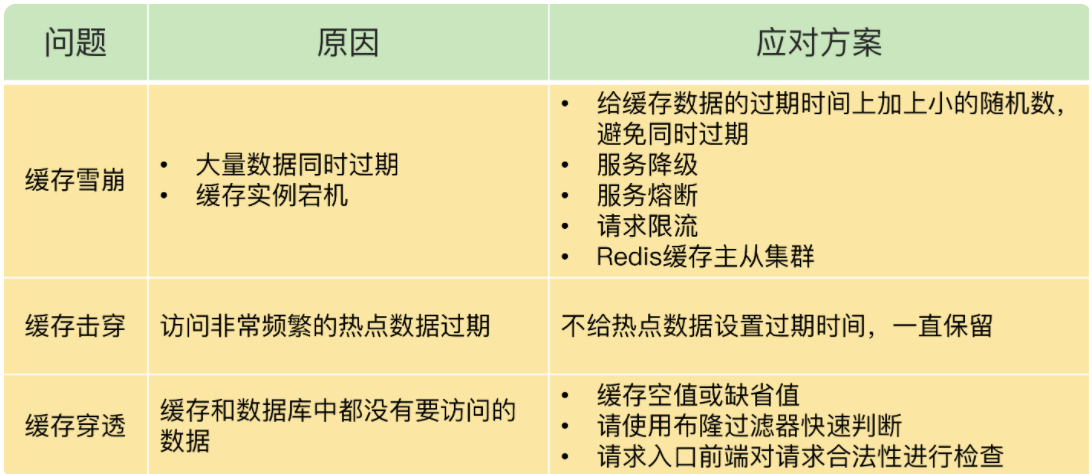 问题
原因
应对方案
缓存雪崩
• 大量数据同时过期
• 缓存实例宕机
• 给缓存数据的过期时间上加上小的随机数，
避免同时过期
• 服务降级
• 服务熔断
• 请求限流
• Redis缓存主从集群
缓存击穿
访问非常频繁的热点数据过期
不给热点数据设置过期时间，一直保留
缓存穿透
缓存和数据库中都没有要访问的
数据
• 缓存空值或缺省值
• 请使用布隆过滤器快速判断
• 请求入口前端对请求合法性进行检查